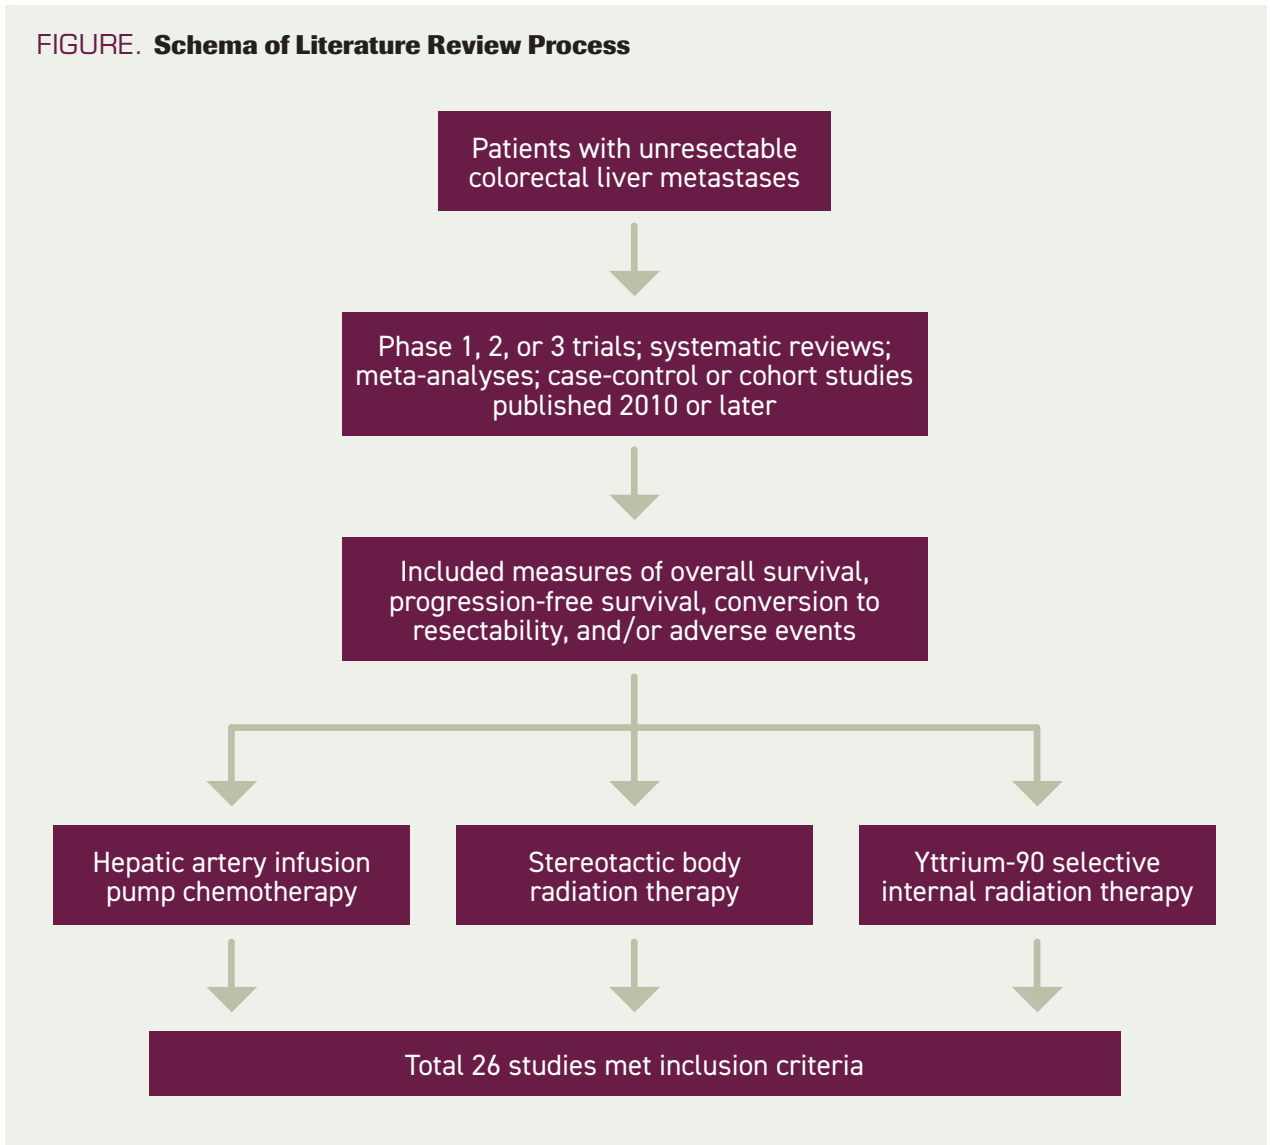 FIGURE. Schema of Literature Review Process
Patients with unresectable
colorectal liver metastases
Phase 1, 2, or 3 trials; systematic reviews;
meta-analyses; case-control or cohort studies
published 2010 or later
Included measures of overall survival,
progression-free survival, conversion to
resectability, and/or adverse events
Hepatic artery infusion
pump chemotherapy
Stereotactic body
radiation therapy
Yttrium-90 selective
internal radiation therapy
Total 26 studies met inclusion criteria